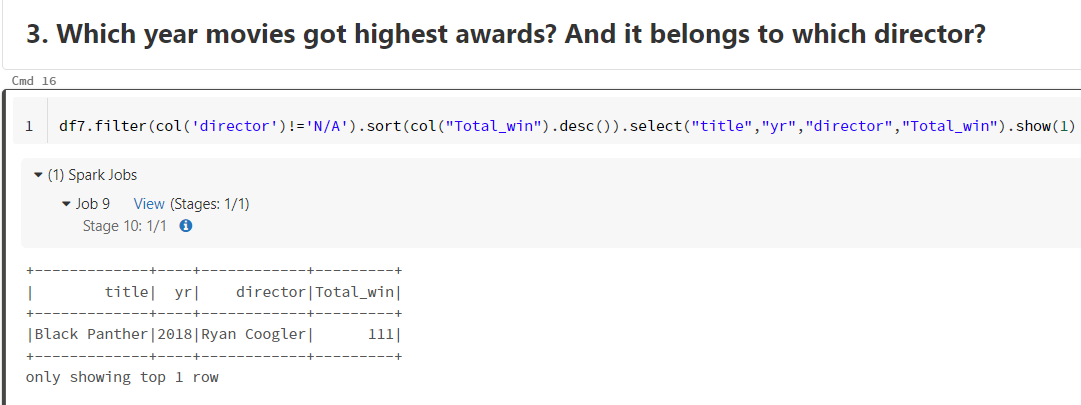 3. Which year movies got highest awards? And it belongs to which director?
Cmd 16
1 df7.filter(col('director')!='N/A').sort(col("Total_win").desc()).select("title","yr","director","Total_win").show(1)
(1) Spark Jobs
Job 9 View (Stages: 1/1)
Stage 10: 1/1
+-------------+----+------------+---------+
|        title|  yr|    director|Total_win|
+-------------+----+------------+---------+
|Black Panther|2018|Ryan Coogler|      111|
+-------------+----+------------+---------+
only showing top 1 row